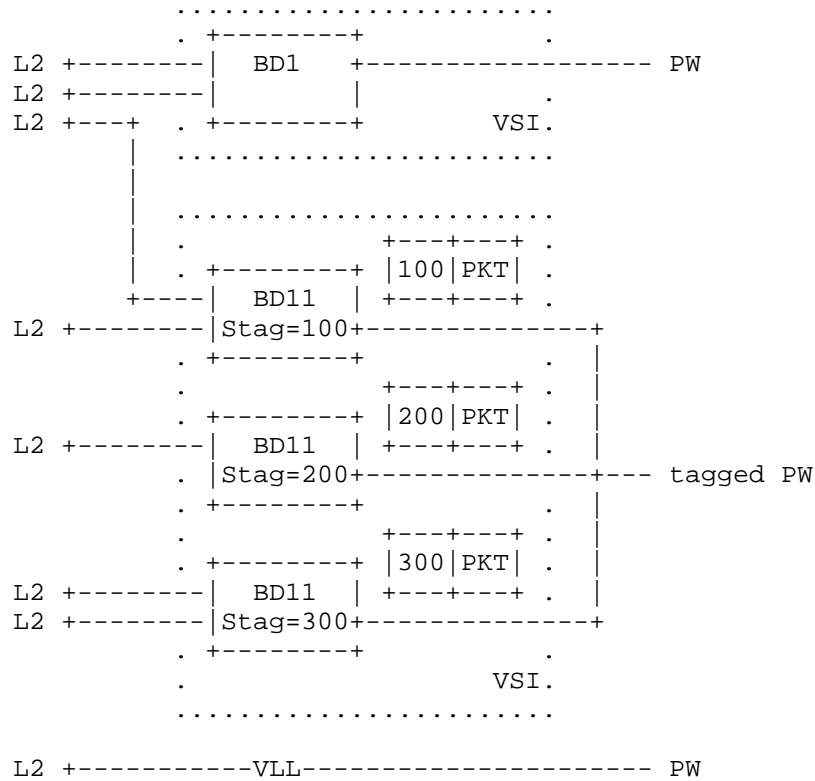 L2 BD1 PW
L2
L2 VSI
100 PKT
BD11
L2 Stag=100
200 PKT
L2 BD11
Stag=200 tagged PW
300 PKT
L2 BD11
L2 Stag=300
VSI
L2 VLL PW